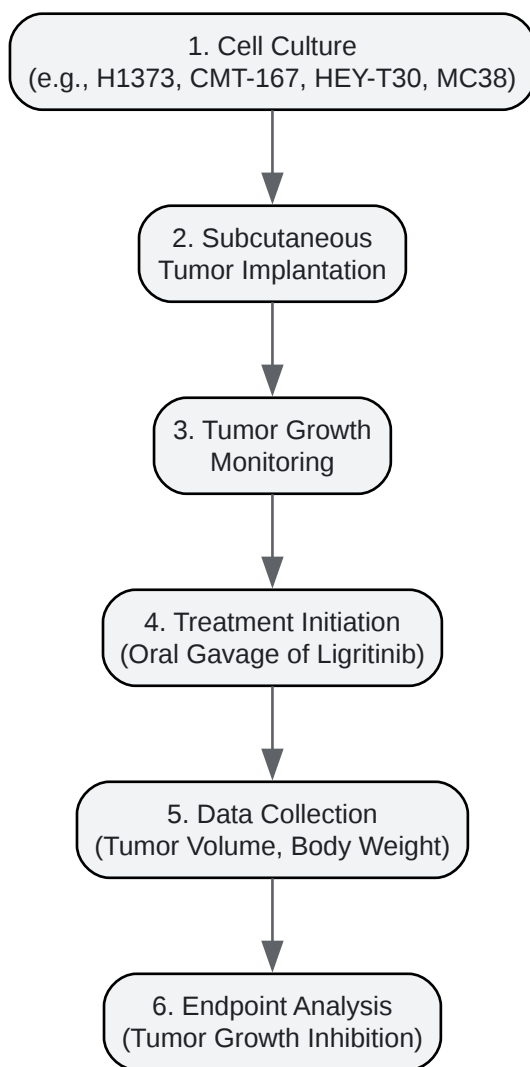 1. Cell Culture
(e.g., H1373, CMT-167, HEY-T30, MC38)
2. Subcutaneous
Tumor Implantation
3. Tumor Growth
Monitoring
4. Treatment Initiation
(Oral Gavage of Ligritinib)
5. Data Collection
(Tumor Volume, Body Weight)
6. Endpoint Analysis
(Tumor Growth Inhibition)